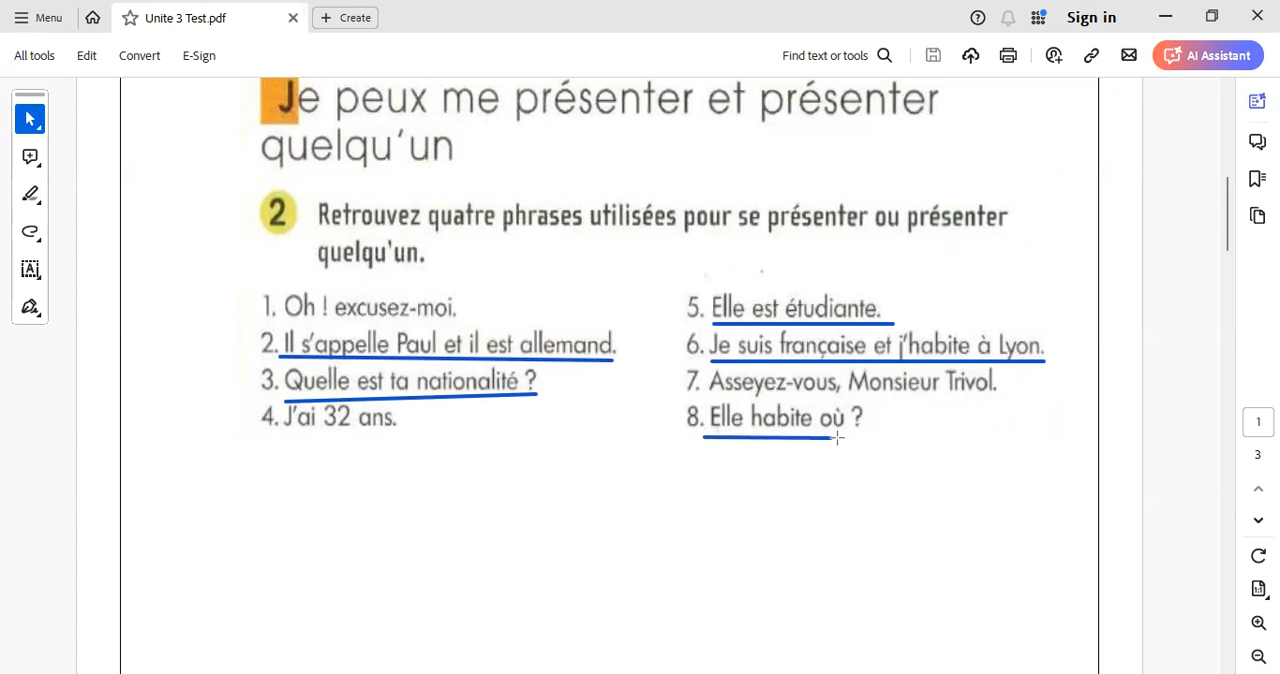 Menu
Unite 3 Test.pdf
Create
Sign in
All tools
Edit
Convert
E-Sign
Find text or tools
AI Assistant
Je peux me présenter et présenter
quelqu'un
2 Retrouvez quatre phrases utilisées pour se présenter ou présenter
quelqu'un.
1. Oh ! excusez-moi.
2. Il s'appelle Paul et il est allemand.
3. Quelle est ta nationalité ?
4. J'ai 32 ans.
5. Elle est étudiante.
6. Je suis française et j'habite à Lyon.
7. Asseyez-vous, Monsieur Trivol.
8. Elle habite où ?
1
3